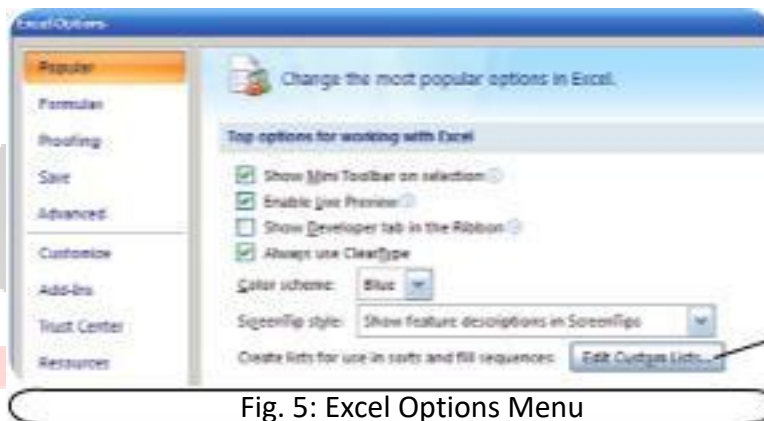 Excel Options
Popular
Formulas
Proofing
Save
Advanced
Customize
Add-Ins
Trust Center
Resources
Change the most popular options in Excel.
Top options for working with Excel
Show Mini Toolbar on selection
Enable Live Preview
Show Developer tab in the Ribbon
Always use ClearType
Color scheme: Blue
ScreenTip style: Show feature descriptions in ScreenTips
Create lists for use in sorts and fill sequences: Edit Custom Lists...
Fig. 5: Excel Options Menu